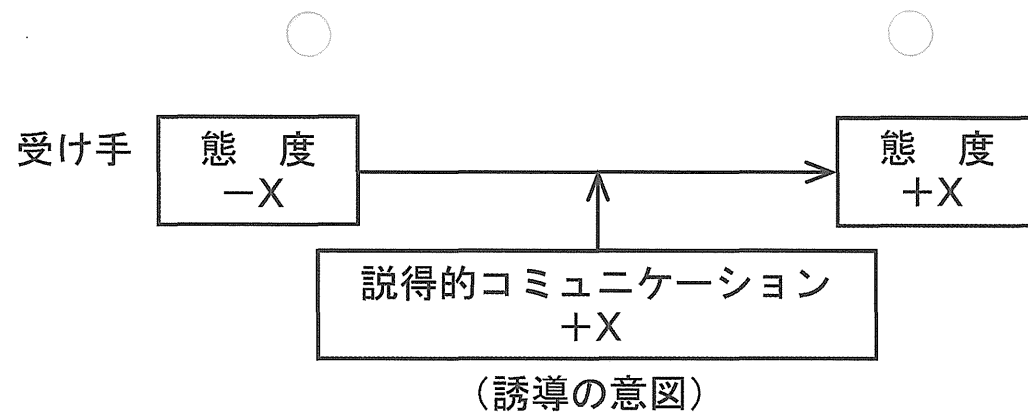 受け手
態 度
－X
態 度
＋X
説得的コミュニケーション
＋X
（誘導の意図）